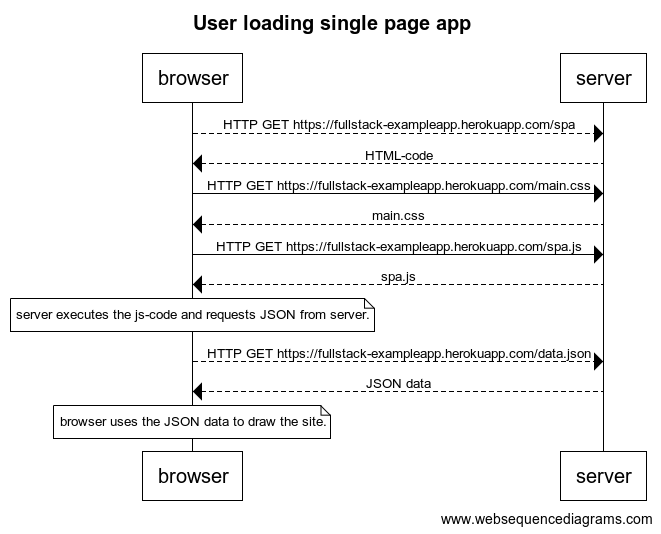 User loading single page app
browser
server
HTTP GET https://fullstack-exampleapp.herokuapp.com/spa
HTML-code
HTTP GET https://fullstack-exampleapp.herokuapp.com/main.css
main.css
HTTP GET https://fullstack-exampleapp.herokuapp.com/spa.js
spa.js
server executes the js-code and requests JSON from server.
HTTP GET https://fullstack-exampleapp.herokuapp.com/data.json
JSON data
browser uses the JSON data to draw the site.
browser
server
www.websequencediagrams.com